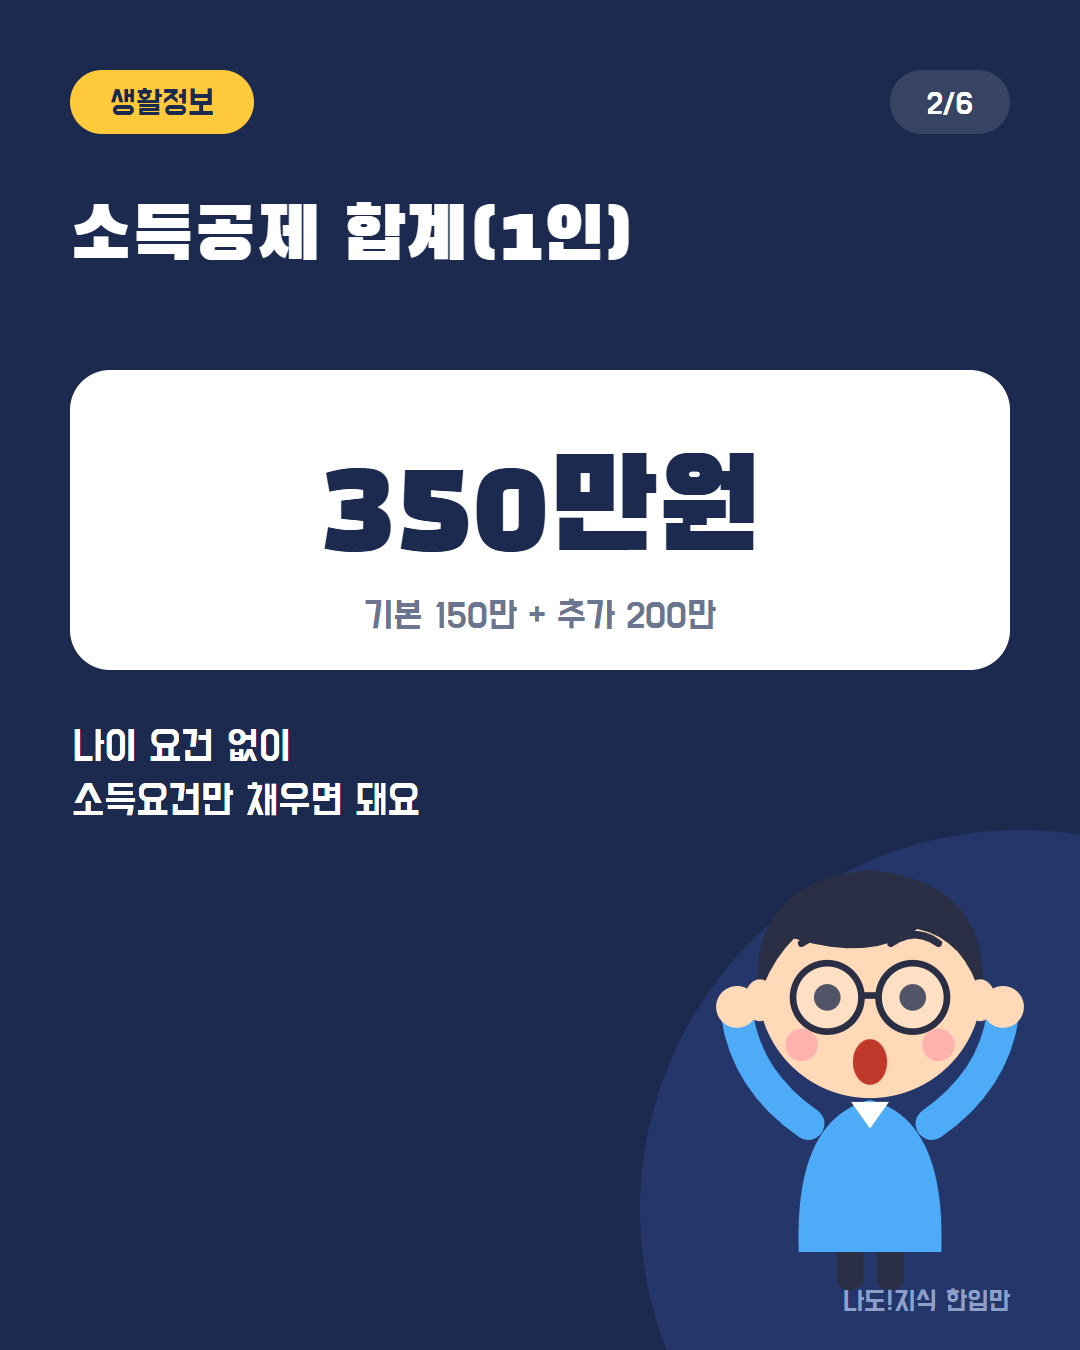 생활정보
2/6
소득공제 합계(1인)
350만원
기본 150만 + 추가 200만
나이 요건 없이
소득요건만 채우면 돼요
나도!지식 한입만